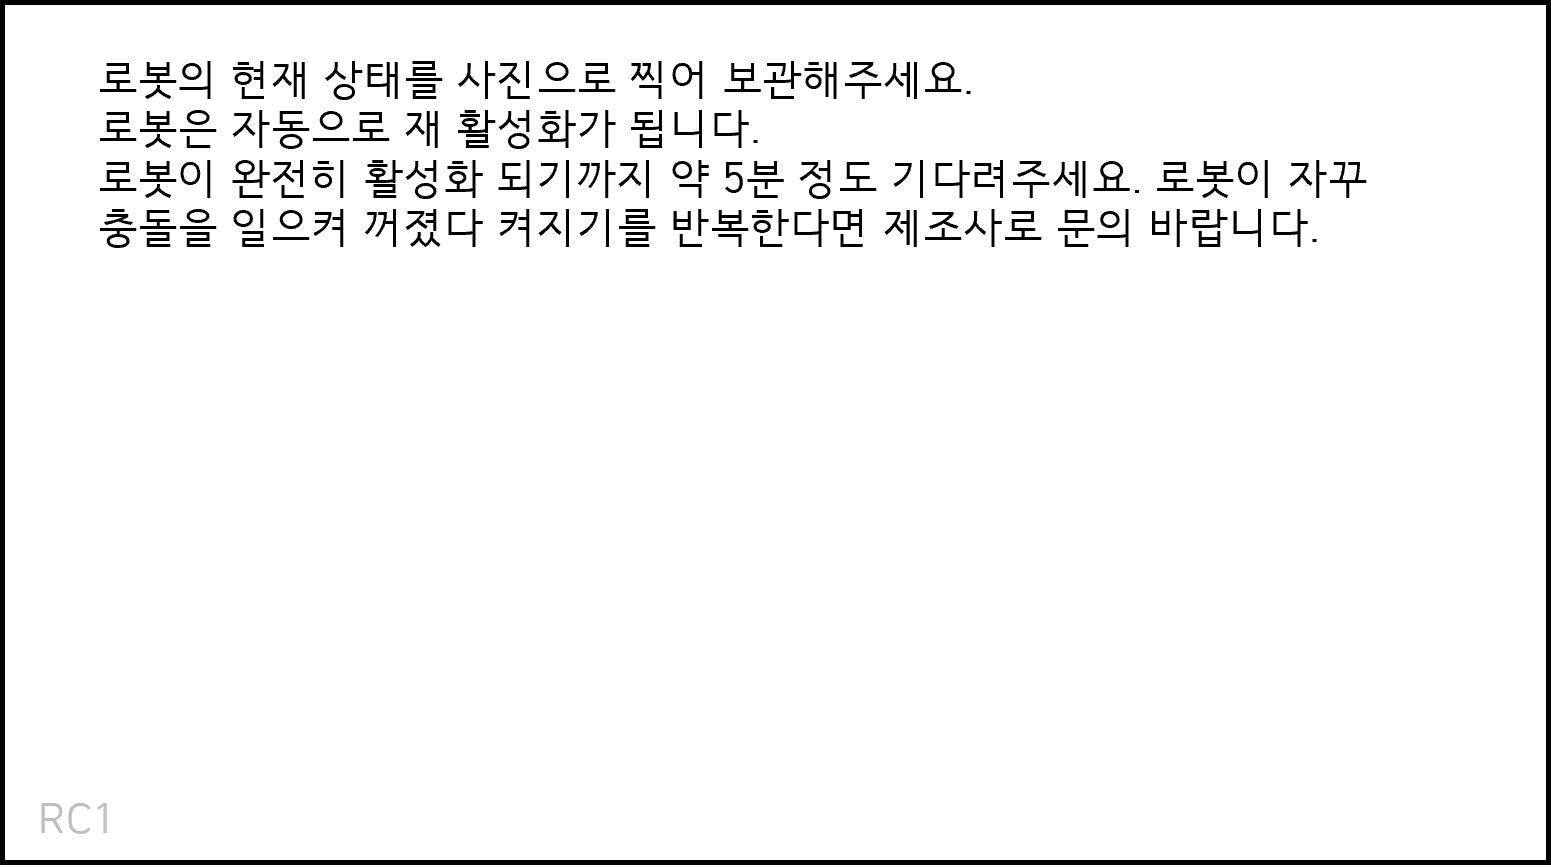 로봇의 현재 상태를 사진으로 찍어 보관해주세요.
로봇은 자동으로 재 활성화가 됩니다.
로봇이 완전히 활성화 되기까지 약 5분 정도 기다려주세요. 로봇이 자꾸
충돌을 일으켜 꺼졌다 켜지기를 반복한다면 제조사로 문의 바랍니다.
RC1